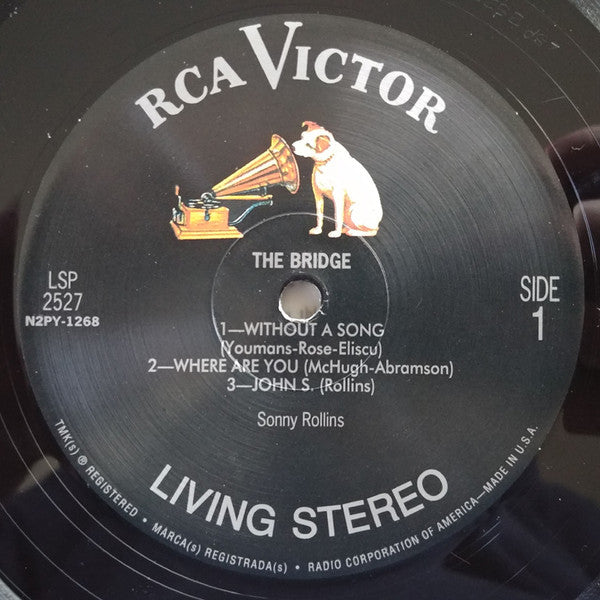 RCA VICTOR
THE BRIDGE
LSP
2527
N2PY-1268
SIDE
1
1—WITHOUT A SONG
(Youmans-Rose-Eliscu)
2—WHERE ARE YOU (McHugh-Abramson)
3—JOHN S. (Rollins)
Sonny Rollins
LIVING STEREO
TMK(s) ® REGISTERED • MARCA(s) REGISTRADA(s) • RADIO CORPORATION OF AMERICA—MADE IN U.S.A.